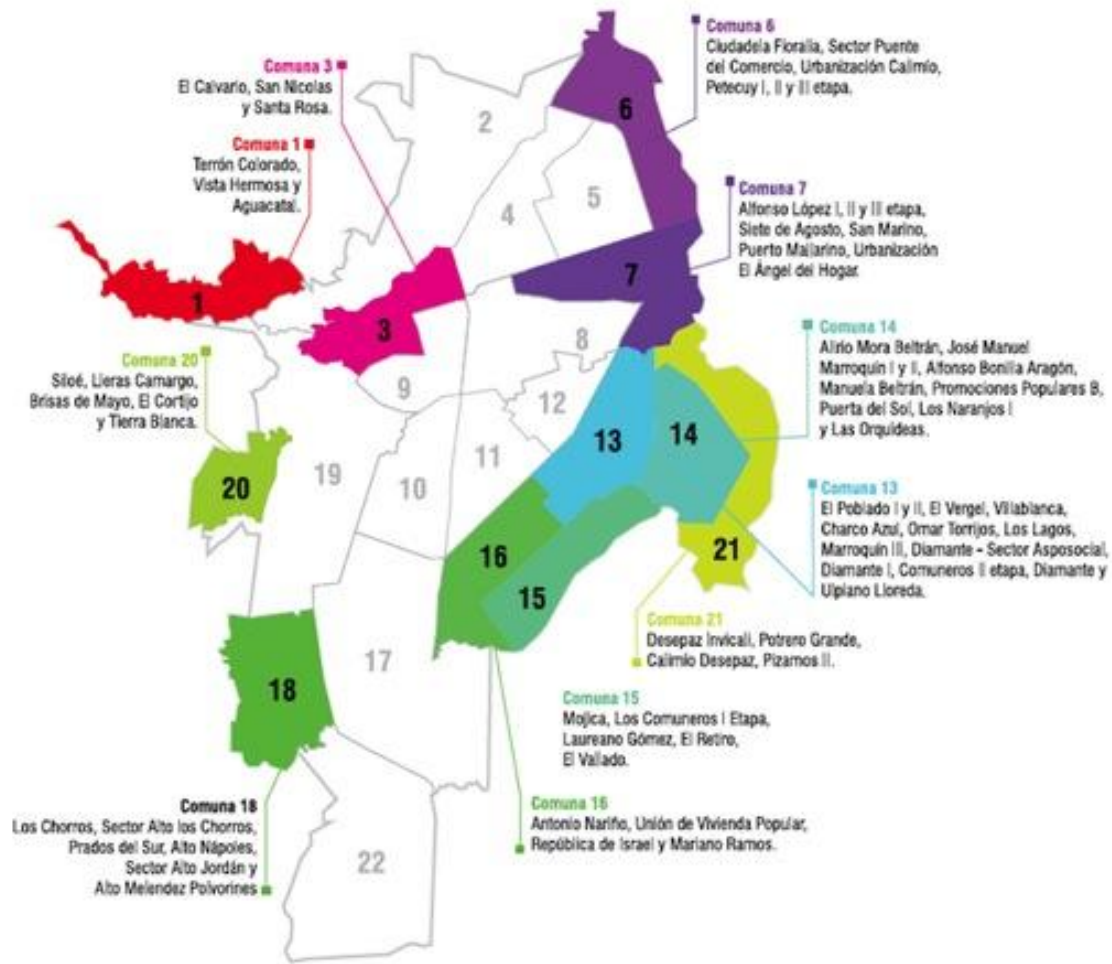 Comuna 6
Ciudadela Floralia, Sector Puente
del Comercio, Urbanización Calimío,
Petecuy I, II y III etapa.
Comuna 3
El Calvario, San Nicolas
y Santa Rosa.
Comuna 1
Terrón Colorado,
Vista Hermosa y
Aguacatal.
Comuna 7
Alfonso López I, II y III etapa,
Siete de Agosto, San Marino,
Puerto Mallarino, Urbanización
El Ángel del Hogar.
Comuna 14
Alirio Mora Beltrán, José Manuel
Marroquín I y II, Alfonso Bonilla Aragón,
Manuela Beltrán, Promociones Populares B,
Puerta del Sol, Los Naranjos I
y Las Orquídeas.
Comuna 20
Siloé, Lleras Camargo,
Brisas de Mayo, El Cortijo
y Tierra Blanca.
Comuna 13
El Poblado I y II, El Vergel, Villablanca,
Charco Azul, Omar Torrijos, Los Lagos,
Marroquín III, Diamante - Sector Asposocial,
Diamante I, Comuneros II etapa, Diamante y
Ulpiano Lloreda.
Comuna 21
Desepaz Invicali, Potrero Grande,
Calimio Desepaz, Pizamos II.
Comuna 15
Mojica, Los Comuneros I Etapa,
Laureano Gómez, El Retiro,
El Vallado.
Comuna 16
Antonio Nariño, Unión de Vivienda Popular,
República de Israel y Mariano Ramos.
Comuna 18
Los Chorros, Sector Alto los Chorros,
Prados del Sur, Alto Nápoles,
Sector Alto Jordán y
Alto Melendez Polvorines
2
6
4
5
7
1
3
8
9
12
13
14
20
19
10
11
16
21
15
17
18
22